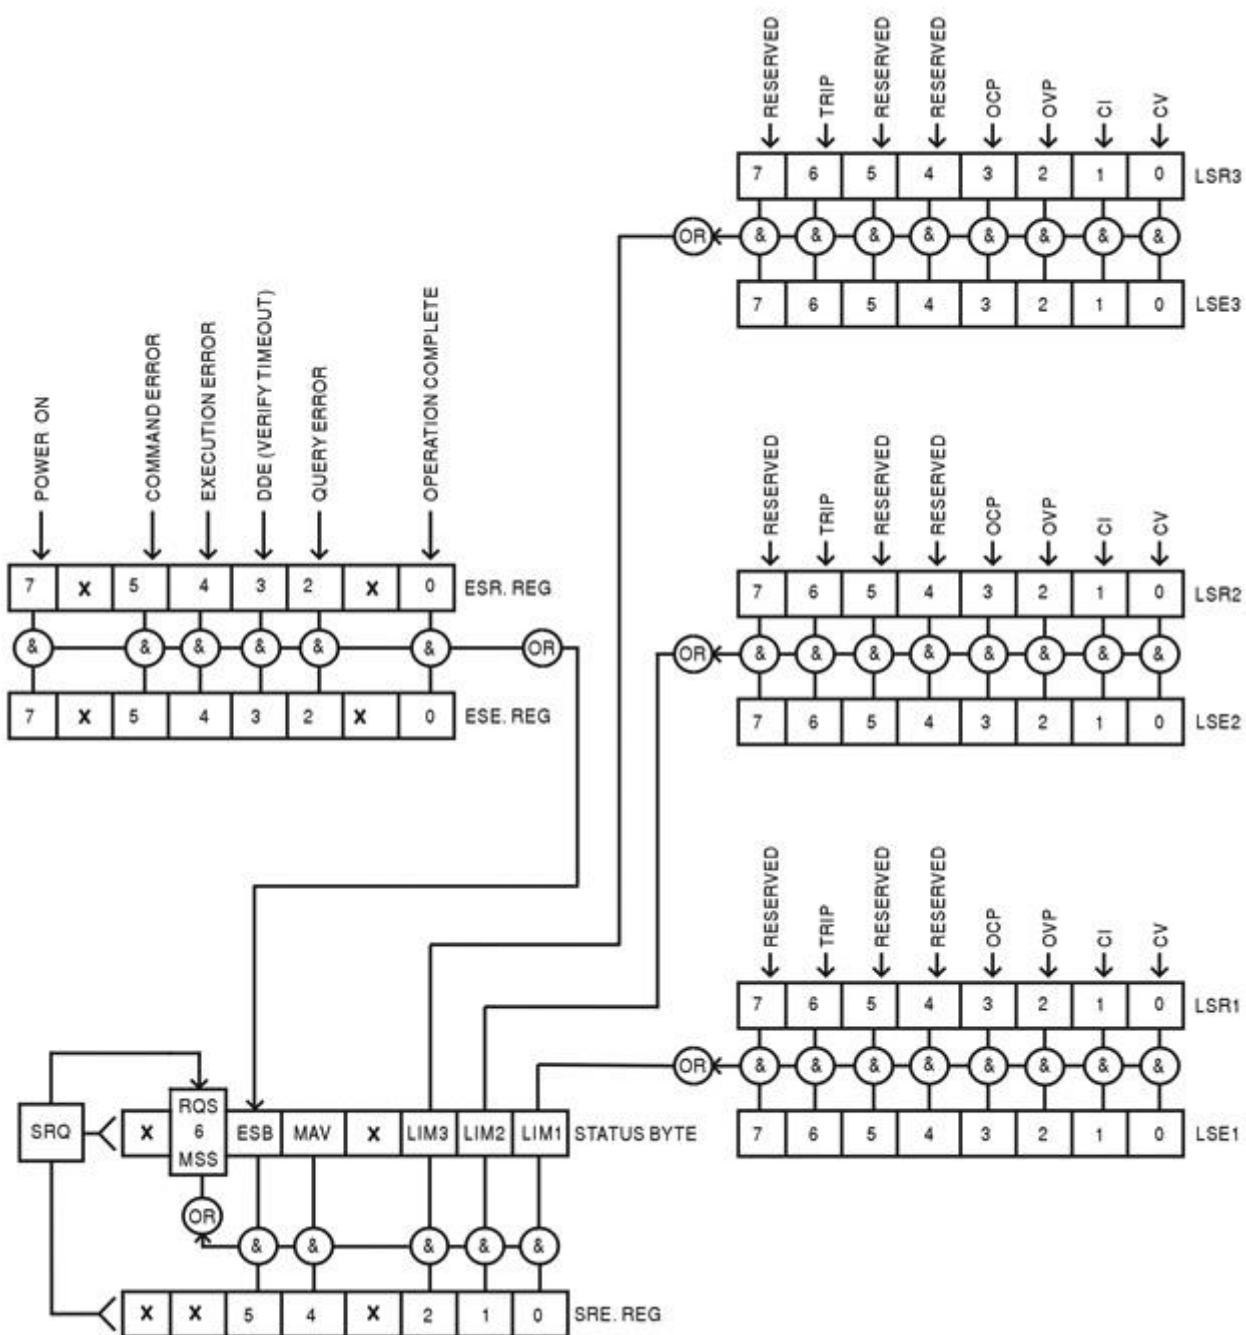 RESERVED TRIP RESERVED RESERVED OCP OVP CI CV
7 6 5 4 3 2 1 0 LSR3
OR & & & & & & & &
7 6 5 4 3 2 1 0 LSE3
POWER ON COMMAND ERROR EXECUTION ERROR DDE (VERIFY TIMEOUT) QUERY ERROR OPERATION COMPLETE
7 X 5 4 3 2 X 0 ESR. REG
& & & & & & OR
7 X 5 4 3 2 X 0 ESE. REG
RESERVED TRIP RESERVED RESERVED OCP OVP CI CV
7 6 5 4 3 2 1 0 LSR2
OR & & & & & & & &
7 6 5 4 3 2 1 0 LSE2
RESERVED TRIP RESERVED RESERVED OCP OVP CI CV
7 6 5 4 3 2 1 0 LSR1
OR & & & & & & & &
7 6 5 4 3 2 1 0 LSE1
SRQ
X RQS 6 MSS ESB MAV X LIM3 LIM2 LIM1 STATUS BYTE
OR
& & & & &
X X 5 4 X 2 1 0 SRE. REG